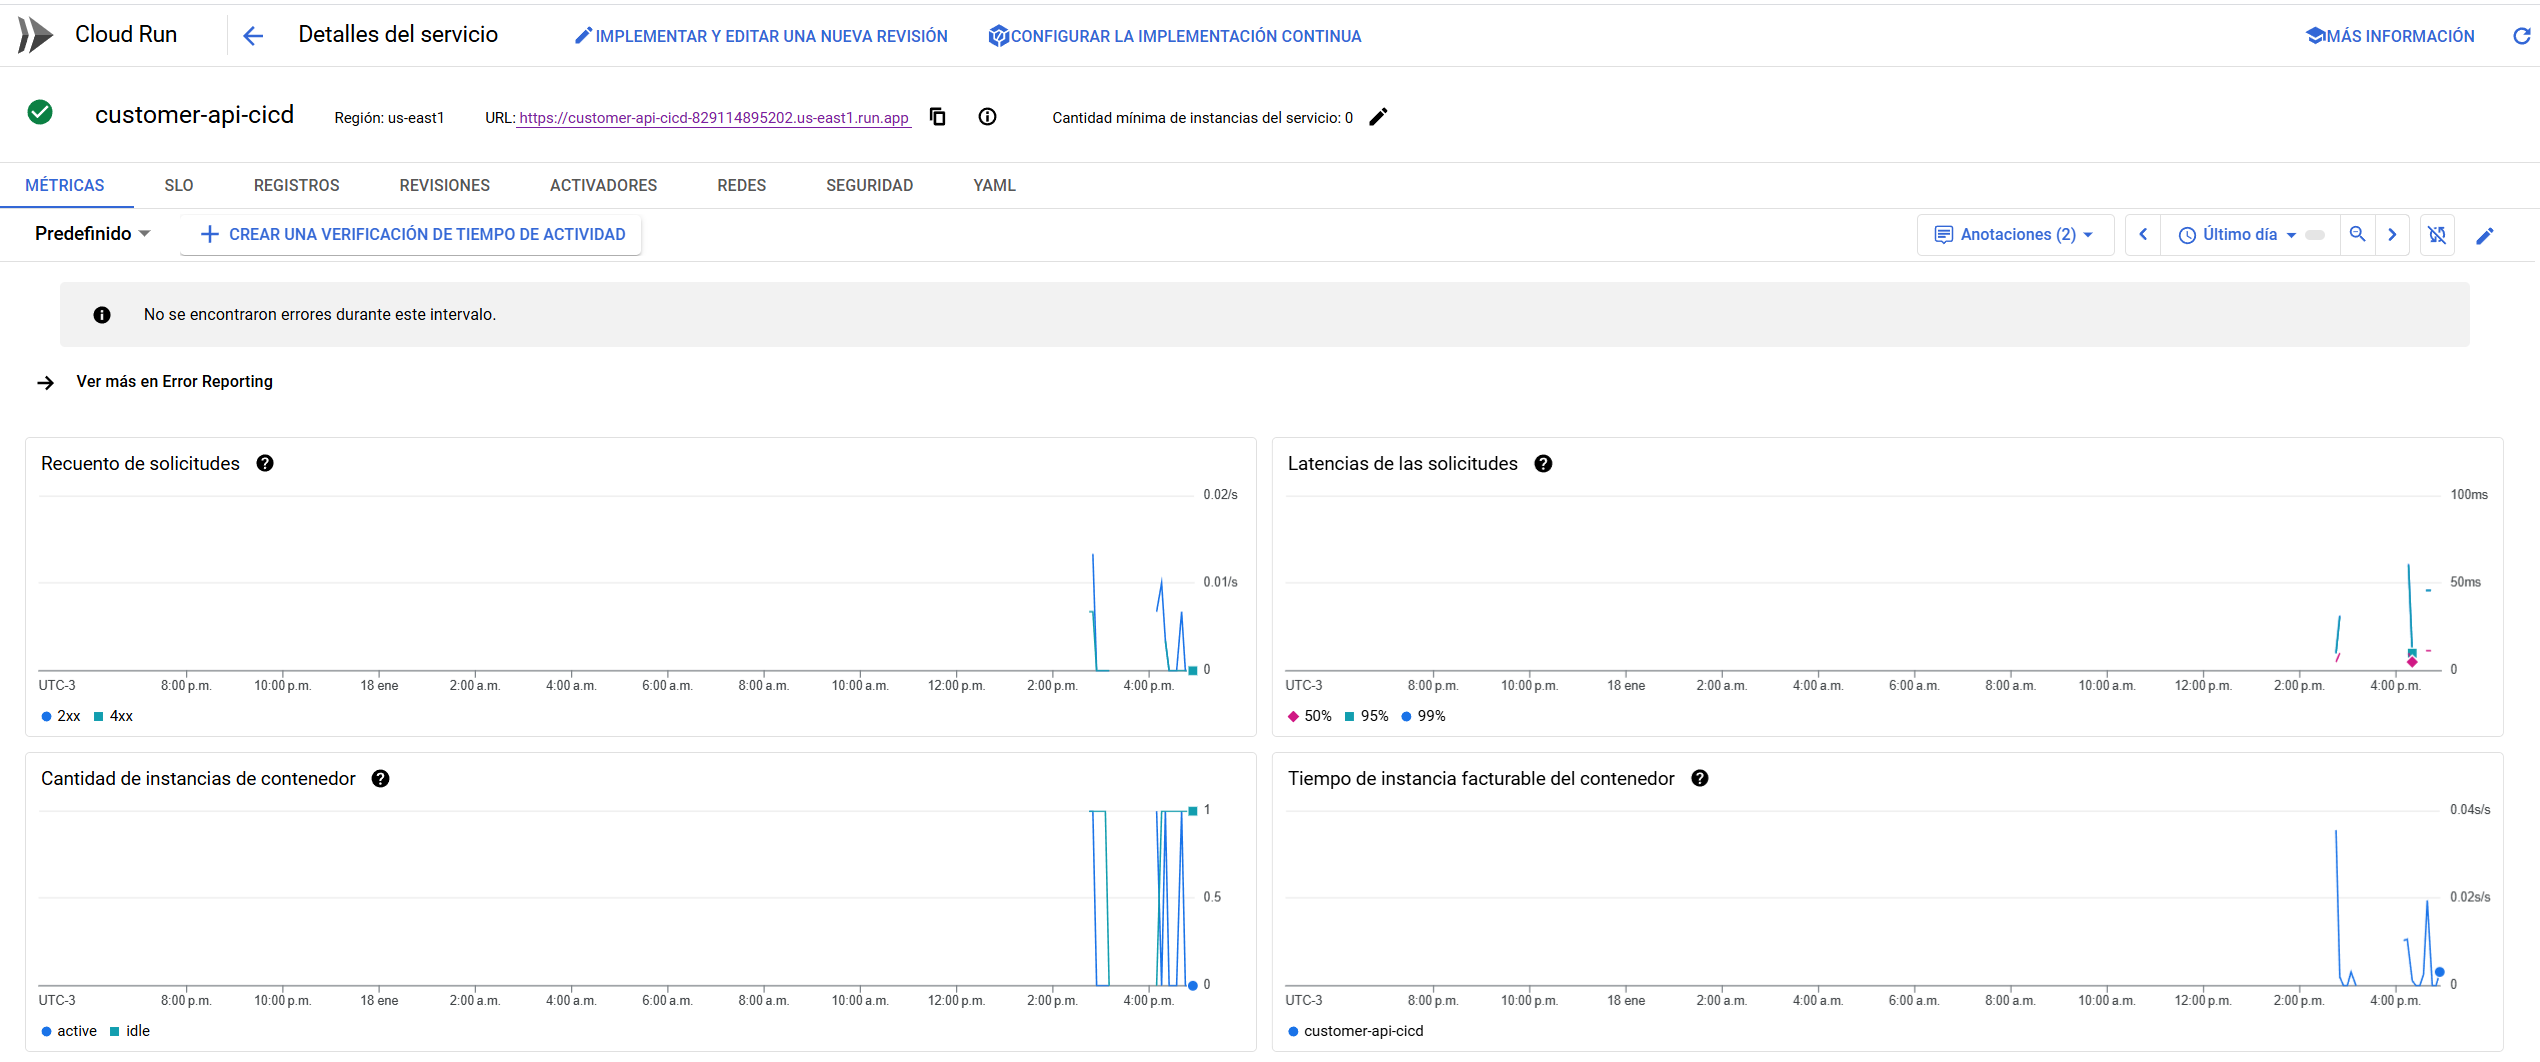 Cloud Run
Detalles del servicio
IMPLEMENTAR Y EDITAR UNA NUEVA REVISIÓN
CONFIGURAR LA IMPLEMENTACIÓN CONTINUA
MÁS INFORMACIÓN
customer-api-cicd
Región: us-east1
URL: https://customer-api-cicd-829114895202.us-east1.run.app
Cantidad mínima de instancias del servicio: 0
MÉTRICAS SLO REGISTROS REVISIONES ACTIVADORES REDES SEGURIDAD YAML
Predefinido
CREAR UNA VERIFICACIÓN DE TIEMPO DE ACTIVIDAD
Anotaciones (2)
Último día
No se encontraron errores durante este intervalo.
Ver más en Error Reporting
Recuento de solicitudes
0.02/s
0.01/s
0
UTC-3 8:00 p.m. 10:00 p.m. 18 ene 2:00 a.m. 4:00 a.m. 6:00 a.m. 8:00 a.m. 10:00 a.m. 12:00 p.m. 2:00 p.m. 4:00 p.m.
2xx 4xx
Latencias de las solicitudes
100ms
50ms
0
UTC-3 8:00 p.m. 10:00 p.m. 18 ene 2:00 a.m. 4:00 a.m. 6:00 a.m. 8:00 a.m. 10:00 a.m. 12:00 p.m. 2:00 p.m. 4:00 p.m.
50% 95% 99%
Cantidad de instancias de contenedor
1
0.5
0
UTC-3 8:00 p.m. 10:00 p.m. 18 ene 2:00 a.m. 4:00 a.m. 6:00 a.m. 8:00 a.m. 10:00 a.m. 12:00 p.m. 2:00 p.m. 4:00 p.m.
active idle
Tiempo de instancia facturable del contenedor
0.04s/s
0.02s/s
0
UTC-3 8:00 p.m. 10:00 p.m. 18 ene 2:00 a.m. 4:00 a.m. 6:00 a.m. 8:00 a.m. 10:00 a.m. 12:00 p.m. 2:00 p.m. 4:00 p.m.
customer-api-cicd